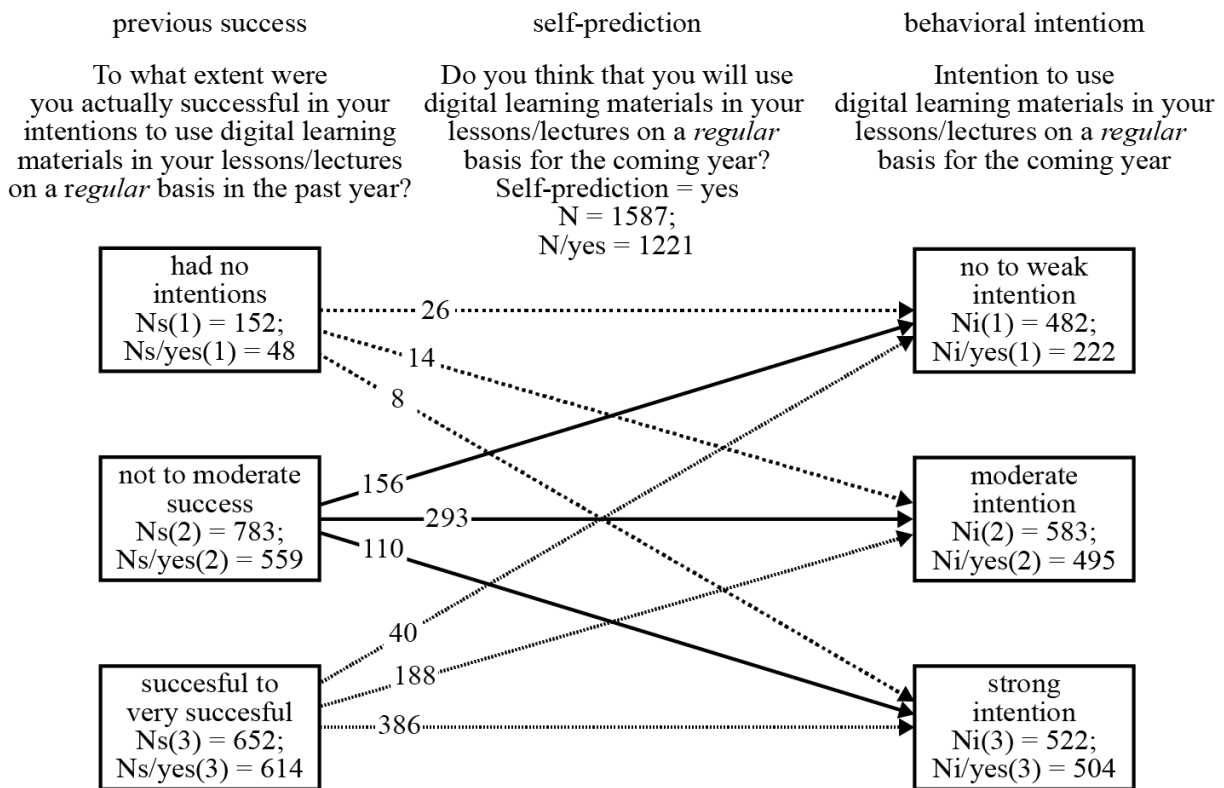 previous success
To what extent were
you actually successful in your
intentions to use digital learning
materials in your lessons/lectures
on a regular basis in the past year?
self-prediction
Do you think that you will use
digital learning materials in your
lessons/lectures on a regular
basis for the coming year?
Self-prediction = yes
N = 1587;
N/yes = 1221
behavioral intentiom
Intention to use
digital learning materials in your
lessons/lectures on a regular
basis for the coming year
had no
intentions
Ns(1) = 152;
Ns/yes(1) = 48
26
14
8
no to weak
intention
Ni(1) = 482;
Ni/yes(1) = 222
not to moderate
success
Ns(2) = 783;
Ns/yes(2) = 559
156
293
110
moderate
intention
Ni(2) = 583;
Ni/yes(2) = 495
succesful to
very succesful
Ns(3) = 652;
Ns/yes(3) = 614
40
188
386
strong
intention
Ni(3) = 522;
Ni/yes(3) = 504